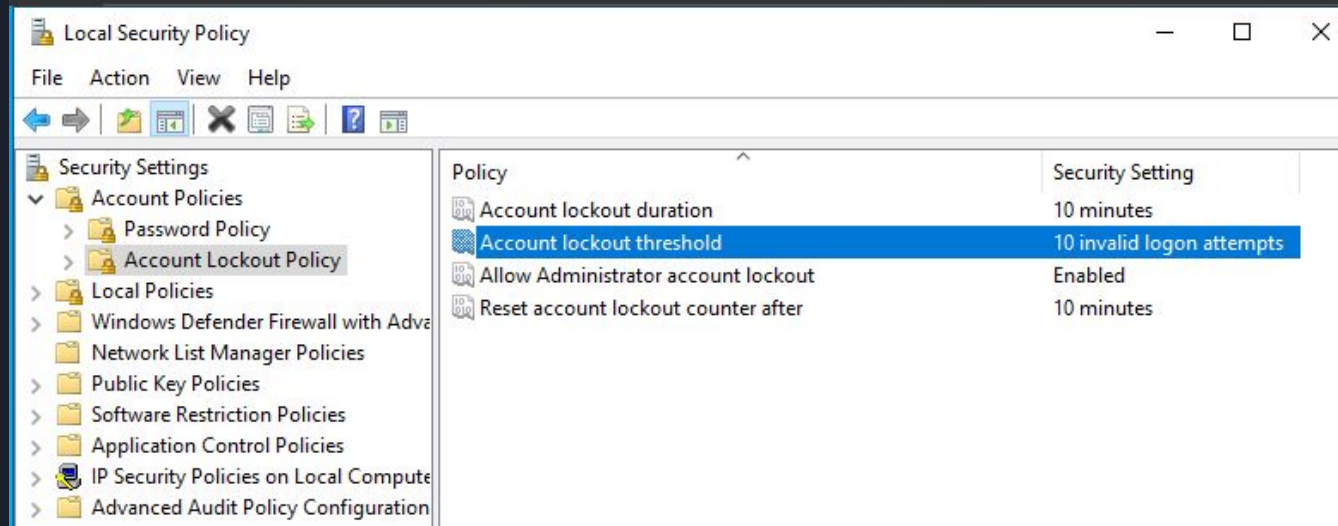 Local Security Policy
File Action View Help
Security Settings
Account Policies
Password Policy
Account Lockout Policy
Local Policies
Windows Defender Firewall with Adva
Network List Manager Policies
Public Key Policies
Software Restriction Policies
Application Control Policies
IP Security Policies on Local Compute
Advanced Audit Policy Configuration
Policy Security Setting
Account lockout duration 10 minutes
Account lockout threshold 10 invalid logon attempts
Allow Administrator account lockout Enabled
Reset account lockout counter after 10 minutes